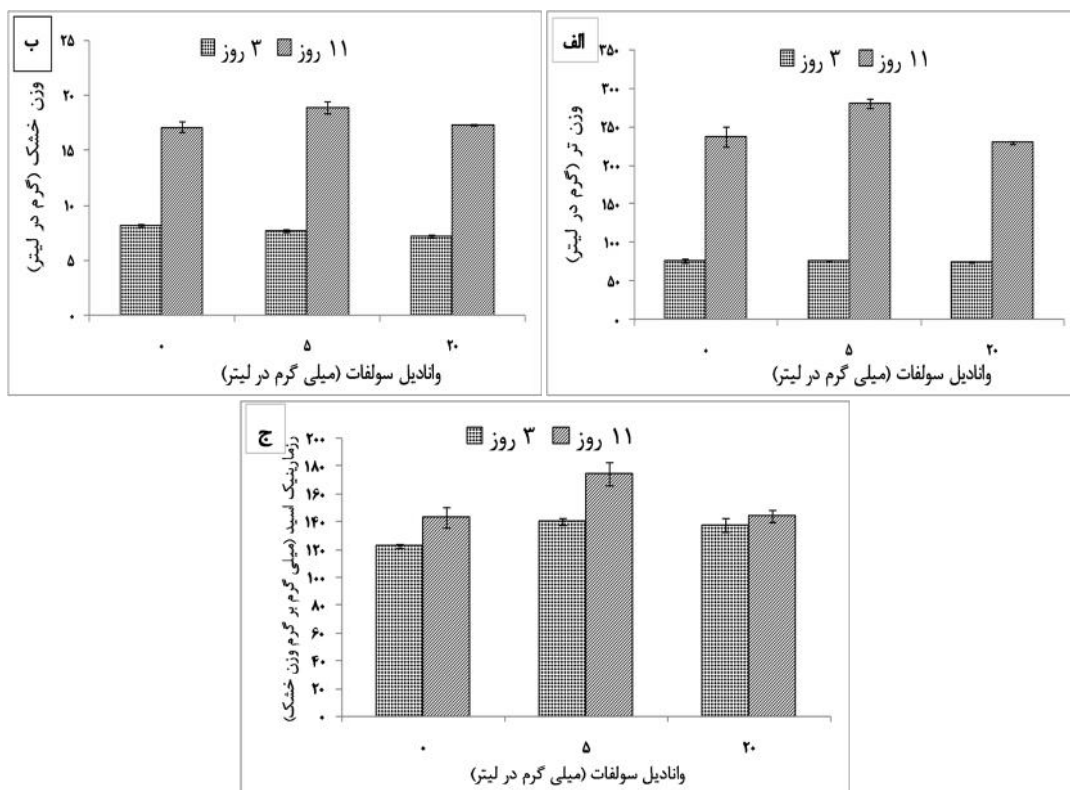 الف
۳ روز ۱۱ روز
وزن تر (گرم در لیتر)
۳۵۰
۳۰۰
۲۵۰
۲۰۰
۱۵۰
۱۰۰
۵۰
۰
۰ ۵ ۲۰
وانادیل سولفات (میلی گرم در لیتر)
ب
۳ روز ۱۱ روز
وزن خشک (گرم در لیتر)
۲۵
۲۰
۱۵
۱۰
۵
۰
۰ ۵ ۲۰
وانادیل سولفات (میلی گرم در لیتر)
ج
۳ روز ۱۱ روز
رزمارینیک اسید (میلی گرم بر گرم وزن خشک)
۲۰۰
۱۸۰
۱۶۰
۱۴۰
۱۲۰
۱۰۰
۸۰
۶۰
۴۰
۲۰
۰
۰ ۵ ۲۰
وانادیل سولفات (میلی گرم در لیتر)